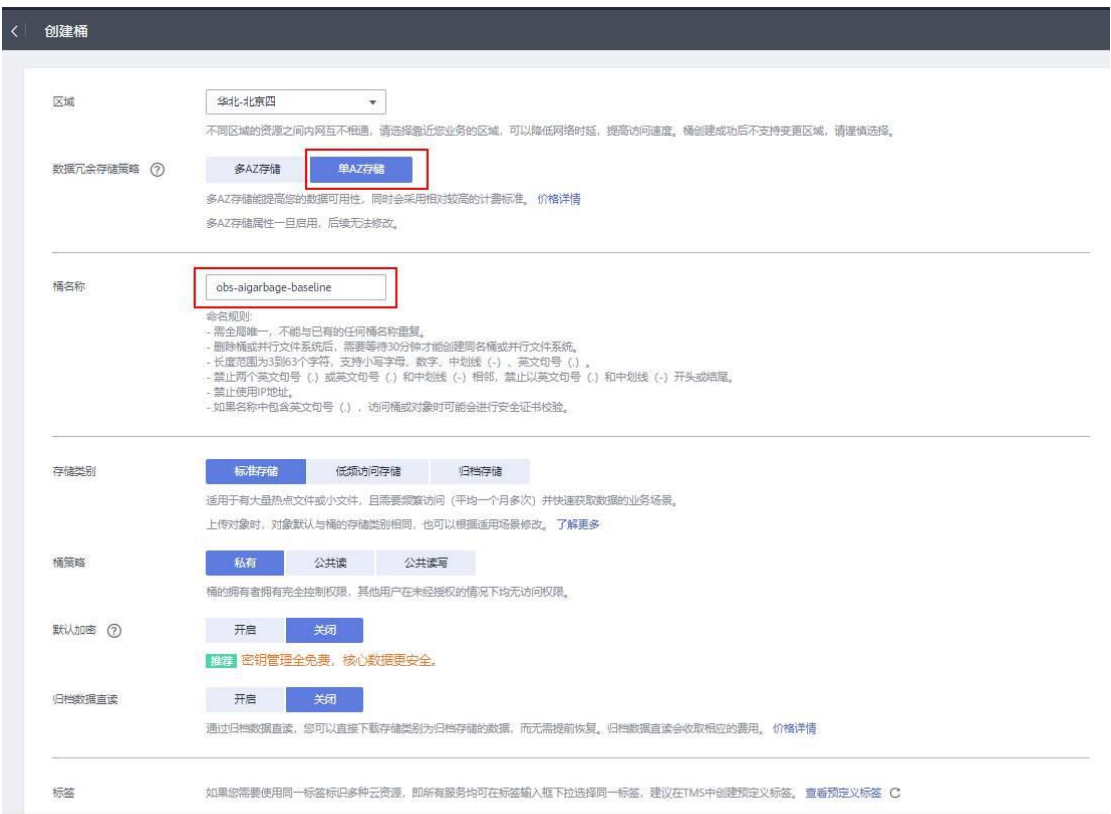 创建桶
区域
华北-北京四
不同区域的资源之间内网互不相通，请选择靠近您业务的区域，可以降低网络时延，提高访问速度。桶创建成功后不支持变更区域，请谨慎选择。
数据冗余存储策略 ? 多AZ存储 单AZ存储
多AZ存储能提高您的数据可用性，同时会采用相对较高的计费标准。 价格详情
多AZ存储属性一旦启用，后续无法修改。
桶名称 obs-aigarbage-baseline
命名规则:
- 需全局唯一，不能与已有的任何桶名称重复。
- 删除桶或并行文件系统后，需要等待30分钟才能创建同名桶或并行文件系统。
- 长度范围为3到63个字符，支持小写字母、数字、中划线（-）、英文句号（.）。
- 禁止两个英文句号（.）或英文句号（.）和中划线（-）相邻，禁止以英文句号（.）和中划线（-）开头或结尾。
- 禁止使用IP地址。
- 如果名称中包含英文句号（.），访问桶或对象时可能会进行安全证书校验。
存储类别 标准存储 低频访问存储 归档存储
适用于有大量热点文件或小文件，且需要频繁访问（平均一个月多次）并快速获取数据的业务场景。
上传对象时，对象默认与桶的存储类别相同，也可以根据适用场景修改。 了解更多
桶策略 私有 公共读 公共读写
桶的拥有者拥有完全控制权限，其他用户在未经授权的情况下均无访问权限。
默认加密 ? 开启 关闭
推荐 密钥管理全免费，核心数据更安全。
归档数据直读 开启 关闭
通过归档数据直读，您可以直接下载存储类别为归档存储的数据，而无需提前恢复。归档数据直读会收取相应的费用。 价格详情
标签 如果您需要使用同一标签标识多种云资源，即所有服务均可在标签输入框下拉选择同一标签，建议在TMS中创建预定义标签。 查看预定义标签